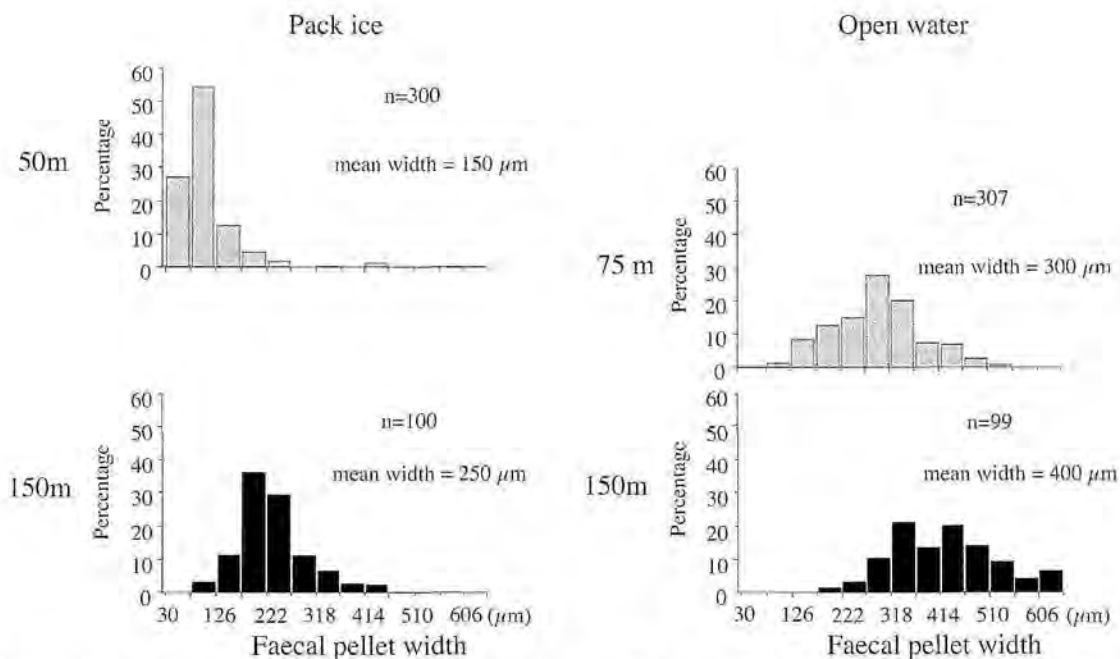 Pack ice
Open water
50m
Percentage
60
50
40
30
20
10
0
n=300
mean width = 150 µm
75 m
Percentage
60
50
40
30
20
10
0
n=307
mean width = 300 µm
150m
Percentage
60
50
40
30
20
10
0
n=100
mean width = 250 µm
30 126 222 318 414 510 606 (µm)
Faecal pellet width
150m
Percentage
60
50
40
30
20
10
0
n=99
mean width = 400 µm
30 126 222 318 414 510 606 (µm)
Faecal pellet width